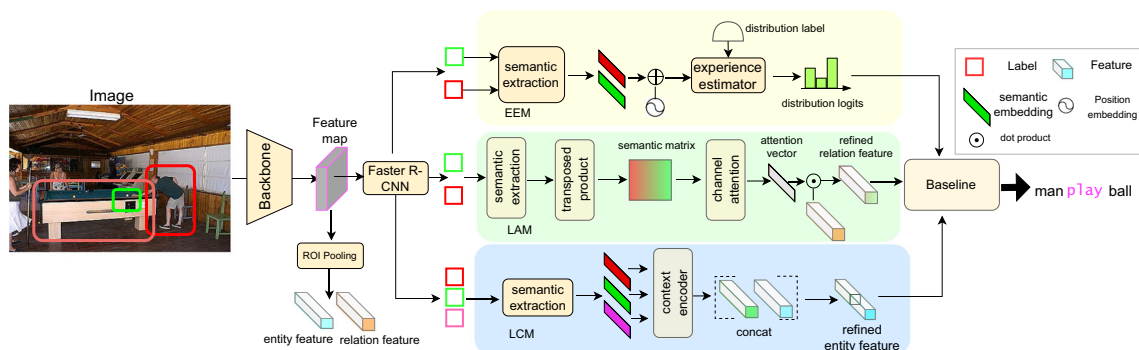 distribution label
semantic
extraction
experience
estimator
EEM
distribution logits
Label
Feature
semantic
embedding
Position
embedding
dot product
Image
Backbone
Feature
map
Faster R-
CNN
ROI Pooling
entity feature
relation feature
semantic
extraction
transposed
product
semantic matrix
channel
attention
attention
vector
refined
relation feature
LAM
semantic
extraction
LCM
context
encoder
concat
refined
entity feature
Baseline
man play ball